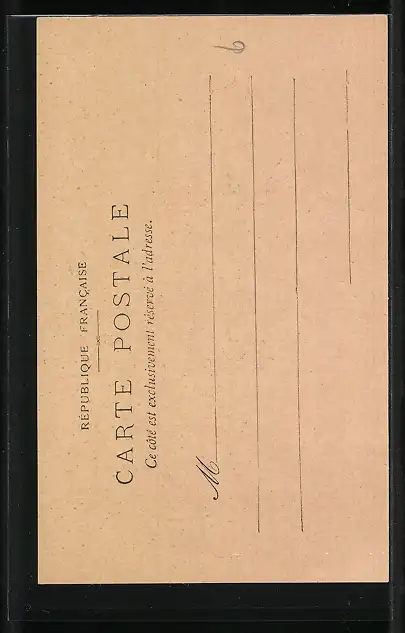 RÉPUBLIQUE FRANÇAISE
CARTE POSTALE
Ce côté est exclusivement réservé à l'adresse.
M
6